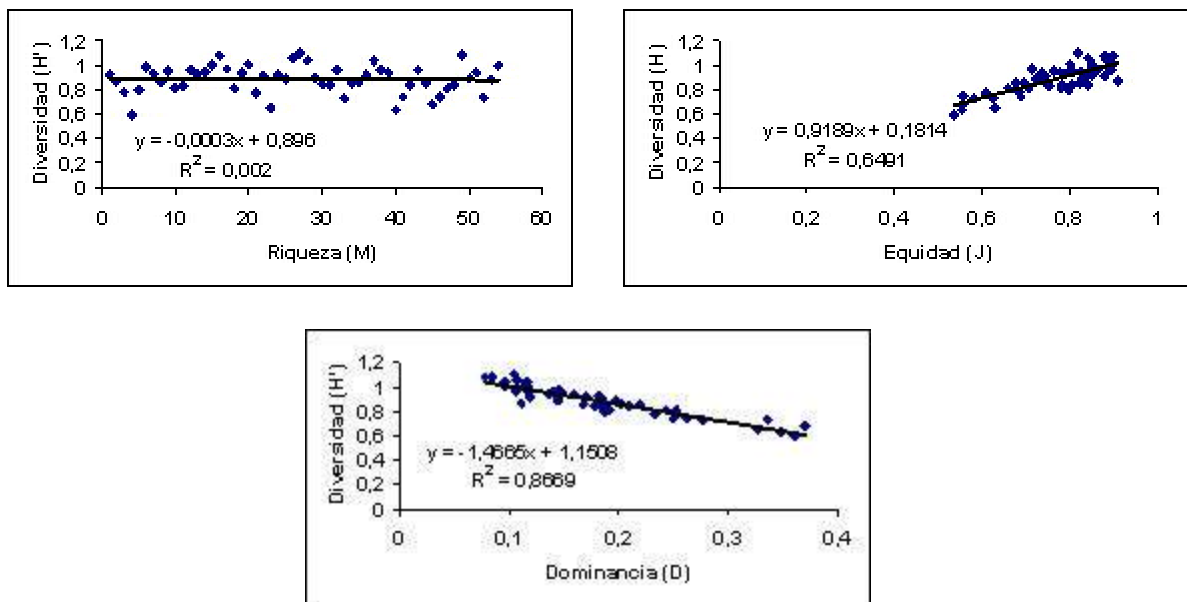 1,2
1
0,8
0,6
0,4
0,2
0
Diversidad (H')
y = -0,0003x + 0,896
R² = 0,002
0 10 20 30 40 50 60
Riqueza (M)
1,2
1
0,8
0,6
0,4
0,2
0
Diversidad (H)
y = 0,9189x + 0,1814
R² = 0,6491
0 0,2 0,4 0,6 0,8 1
Equidad (J)
1,2
1
0,8
0,6
0,4
0,2
0
Diversidad (H')
y = -1,4665x + 1,1508
R² = 0,8669
0 0,1 0,2 0,3 0,4
Dominancia (D)